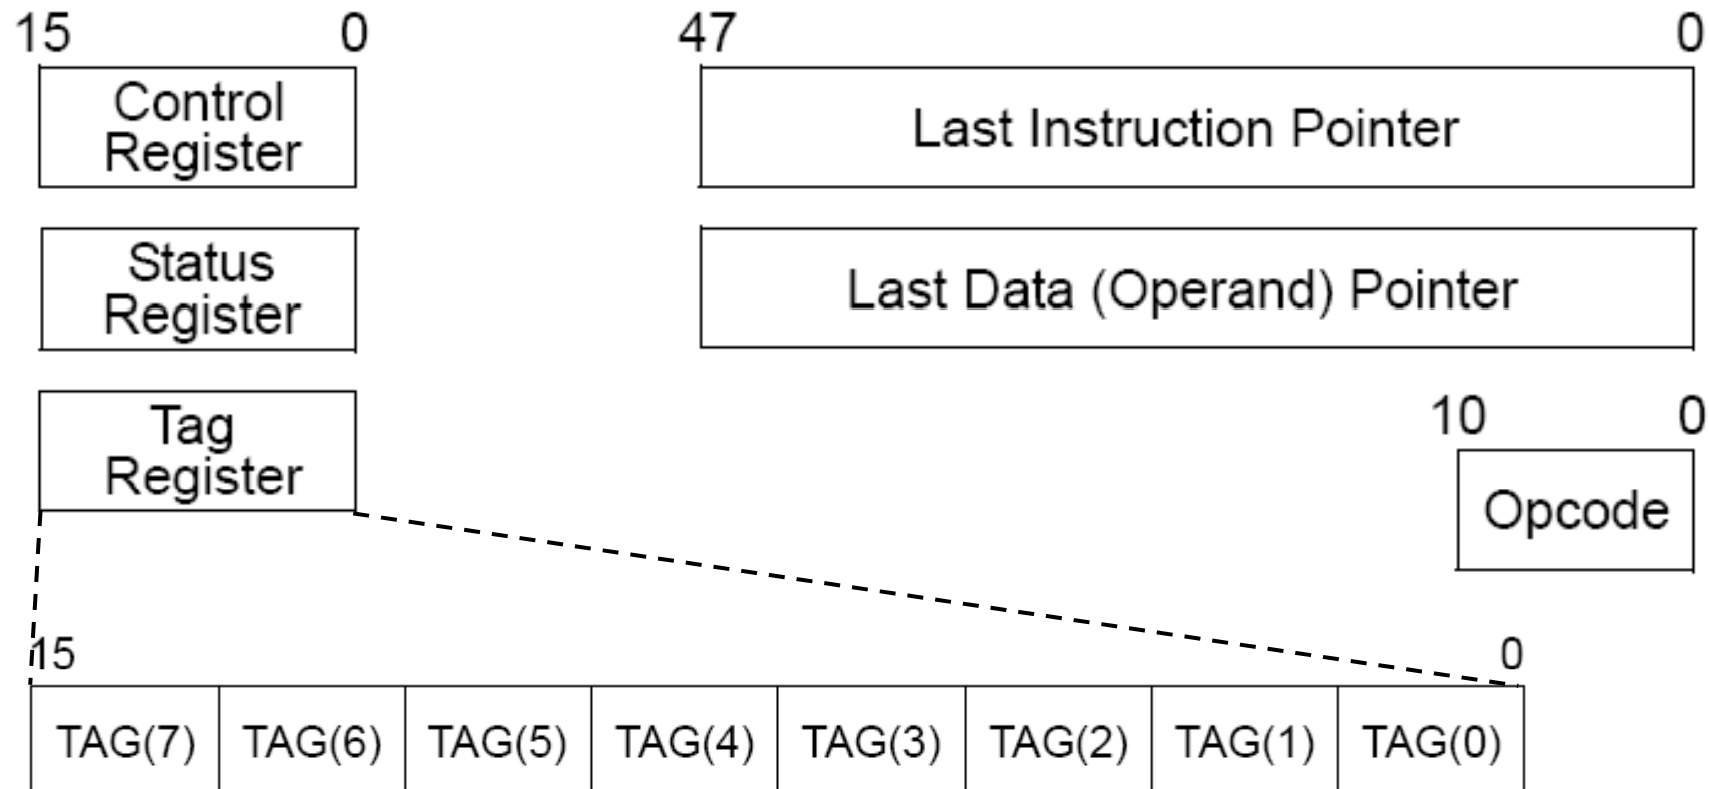 15 0 47 0
Control
Register
Last Instruction Pointer
Status
Register
Last Data (Operand) Pointer
Tag
Register
10 0
Opcode
15 0
TAG(7) TAG(6) TAG(5) TAG(4) TAG(3) TAG(2) TAG(1) TAG(0)